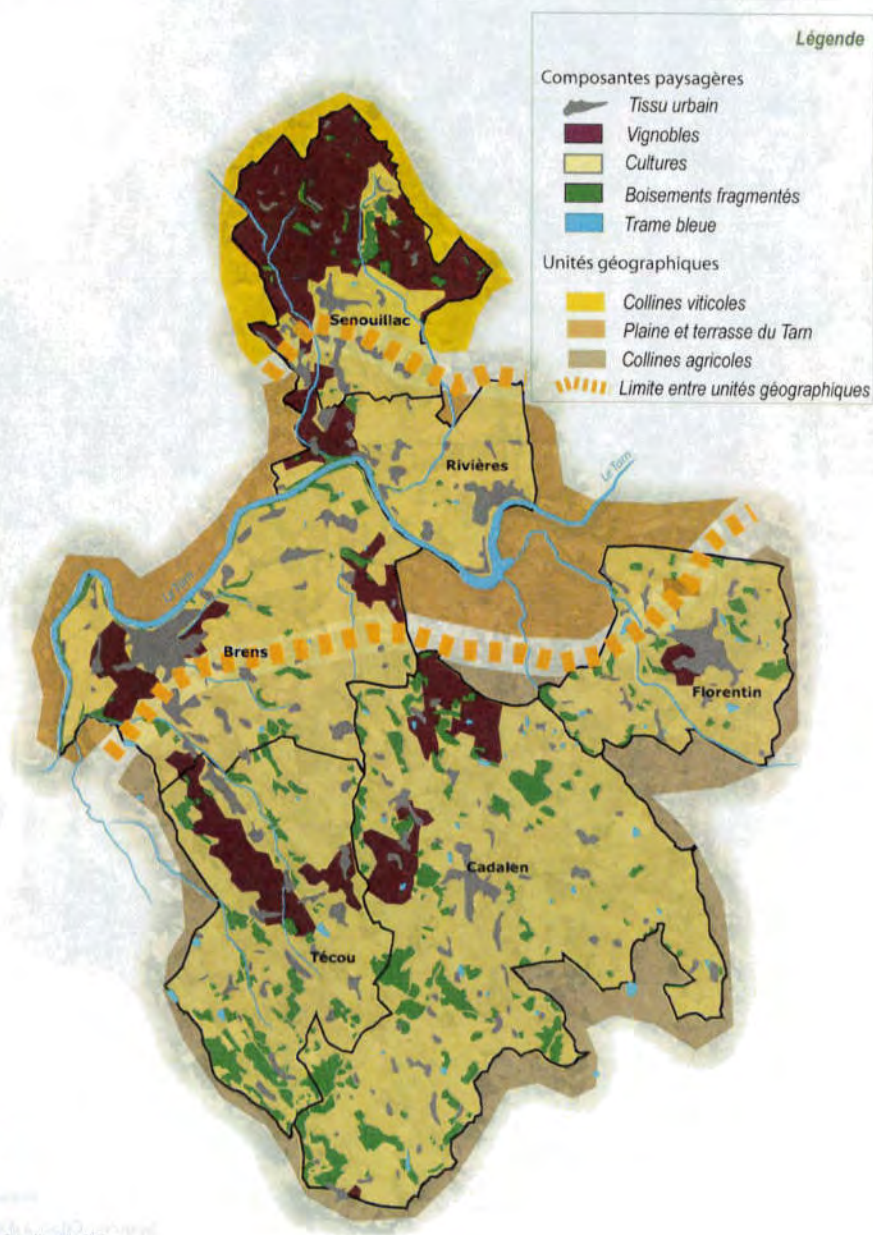 Légende
Composantes paysagères
Tissu urbain
Vignobles
Cultures
Boisements fragmentés
Trame bleue
Unités géographiques
Collines viticoles
Plaine et terrasse du Tarn
Collines agricoles
Limite entre unités géographiques
Senouillac
Rivières
Le Tarn
Le Tarn
Brens
Florentin
Cadalen
Técou